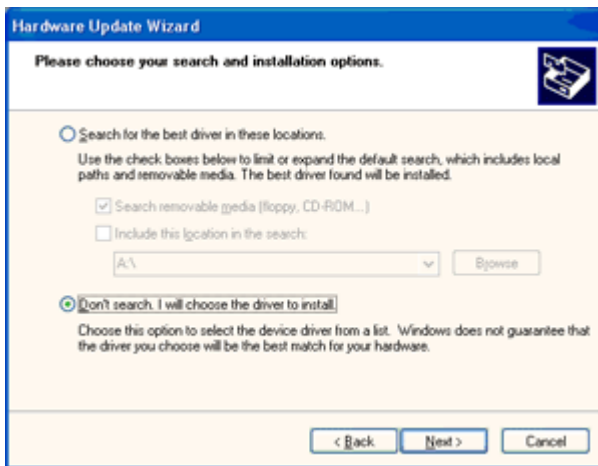 Hardware Update Wizard
Please choose your search and installation options.
Search for the best driver in these locations.
Use the check boxes below to limit or expand the default search, which includes local
paths and removable media. The best driver found will be installed.
Search removable media (floppy, CD-ROM...)
Include this location in the search:
A:\
Browse
Don't search. I will choose the driver to install.
Choose this option to select the device driver from a list. Windows does not guarantee that
the driver you choose will be the best match for your hardware.
< Back
Next >
Cancel